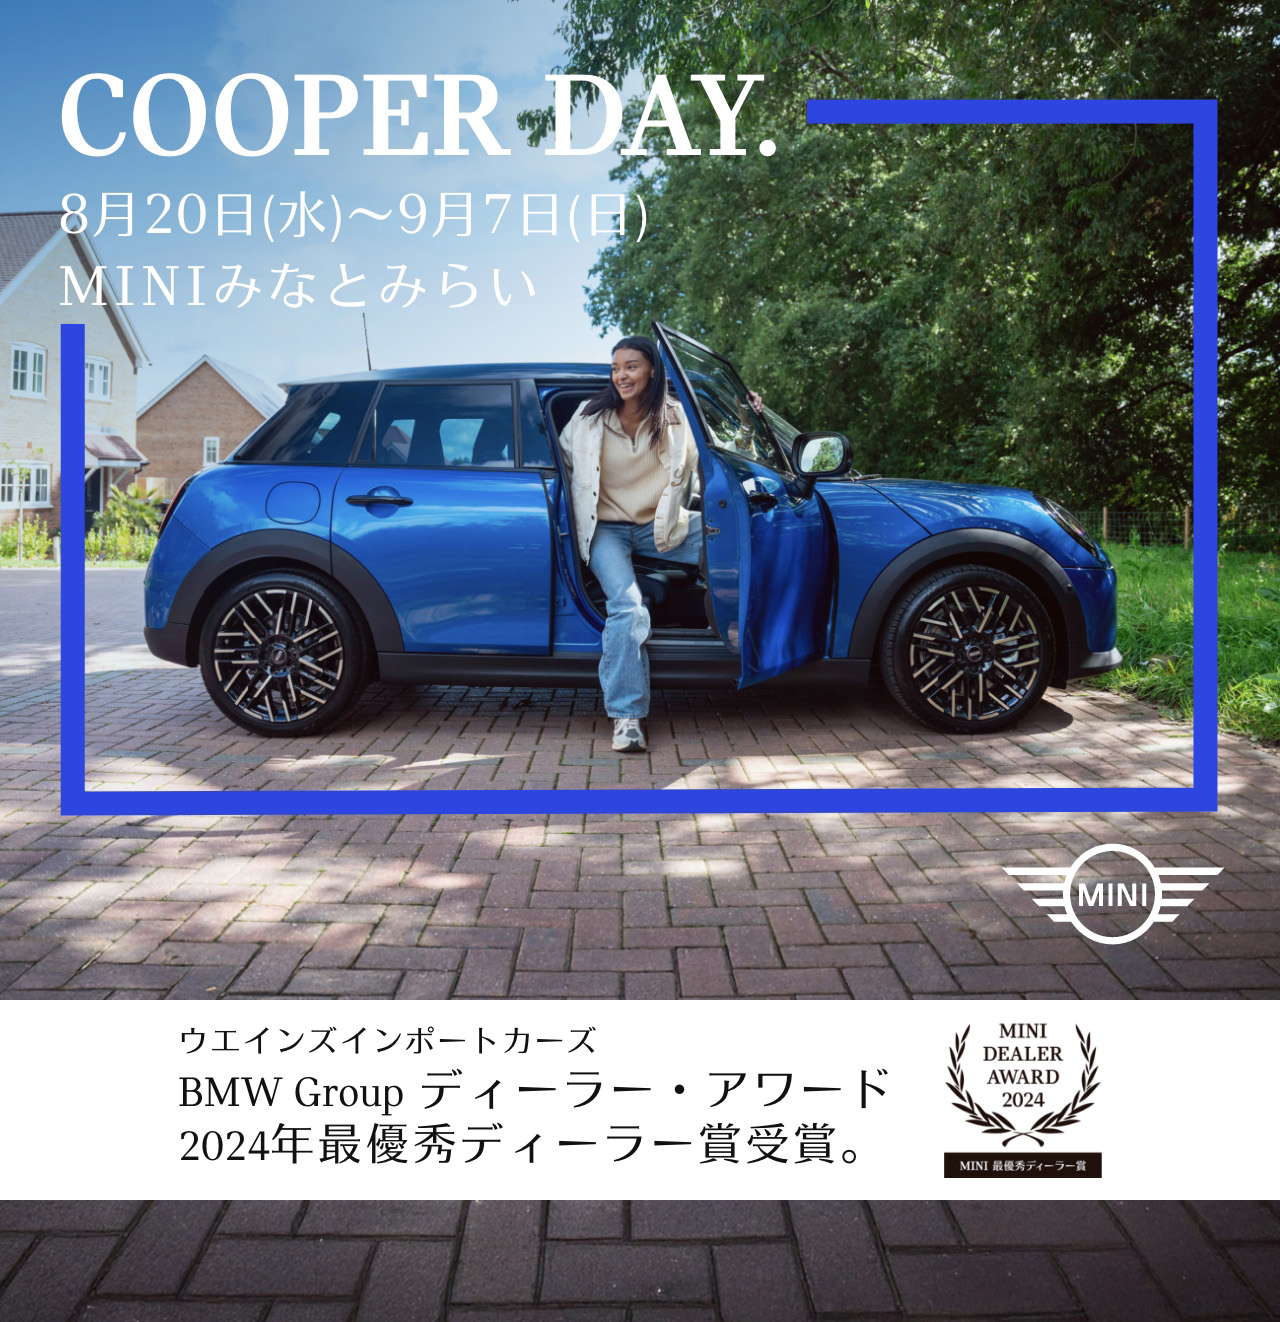 COOPER DAY.
8月20日(水)～9月7日(日)
MINIみなとみらい
MINI
ウエインズインポートカーズ
BMW Group ディーラー・アワード
2024年最優秀ディーラー賞受賞。
MINI
DEALER
AWARD
2024
MINI 最優秀ディーラー賞